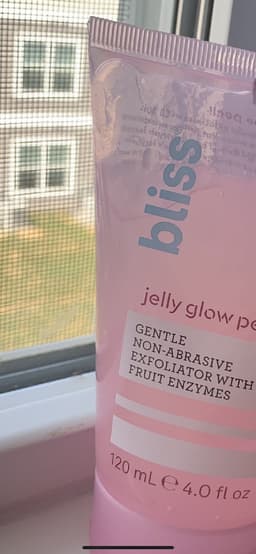 bliss
jelly glow pe
GENTLE
NON-ABRASIVE
EXFOLIATOR WITH
FRUIT ENZYMES
120 mL ℮ 4.0 fl oz